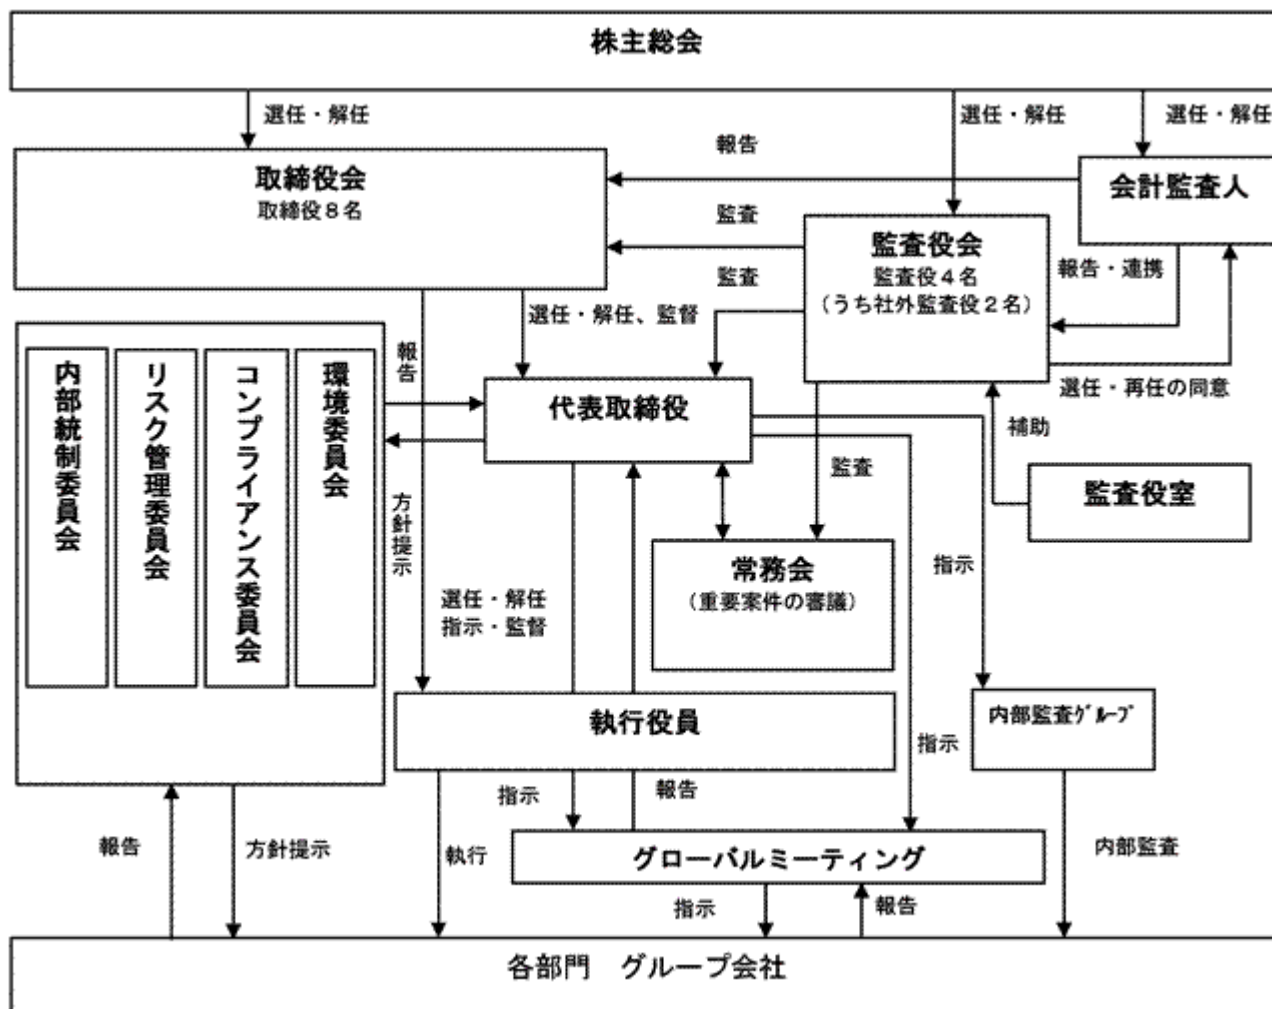 株主総会
選任・解任
選任・解任
選任・解任
報告
取締役会
取締役８名
会計監査人
監査
監査役会
監査役４名
（うち社外監査役２名）
報告・連携
監査
選任・解任、監督
報告
選任・再任の同意
内部統制委員会
リスク管理委員会
コンプライアンス委員会
環境委員会
代表取締役
補助
監査
監査役室
方針提示
常務会
（重要案件の審議）
指示
選任・解任
指示・監督
執行役員
内部監査ｸﾞﾙｰﾌﾟ
指示
指示
報告
報告
方針提示
執行
グローバルミーティング
内部監査
指示
報告
各部門　グループ会社